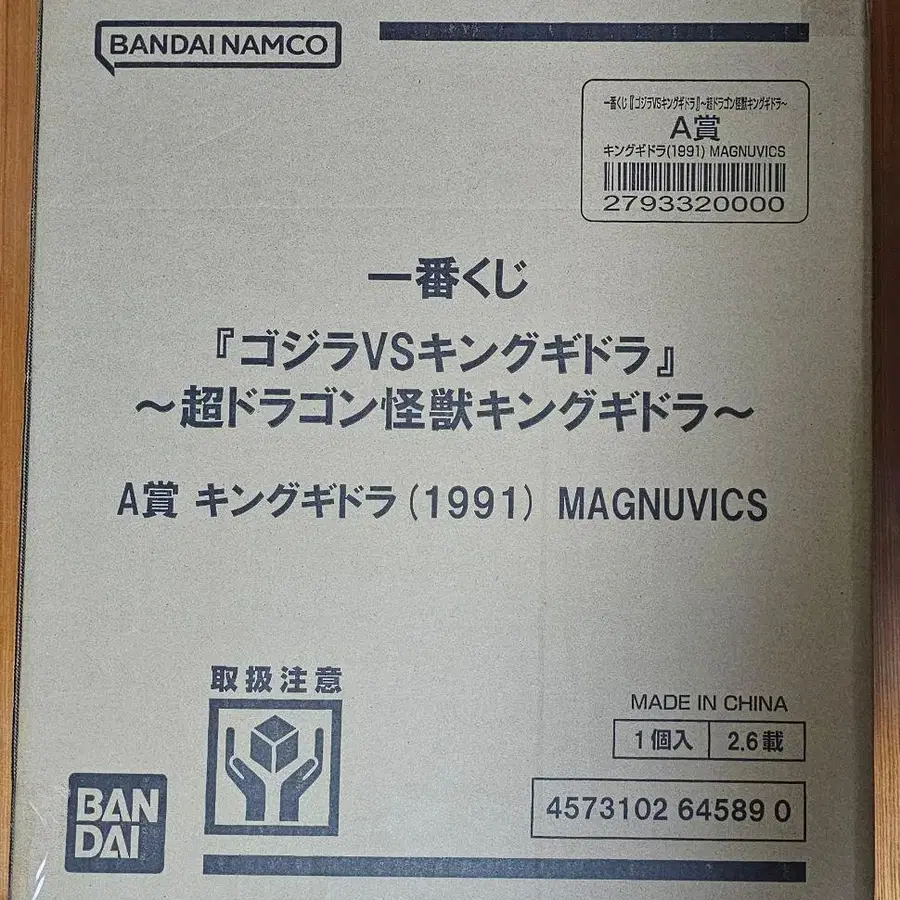 BANDAI NAMCO
一番くじ『ゴジラVSキングギドラ』～超ドラゴン怪獣キングギドラ～
A賞
キングギドラ(1991) MAGNUVICS
2793320000
一番くじ
『ゴジラVSキングギドラ』
～超ドラゴン怪獣キングギドラ～
A賞 キングギドラ(1991) MAGNUVICS
取扱注意
MADE IN CHINA
1個入 2.6載
4573102 64589 0
BAN
DAI